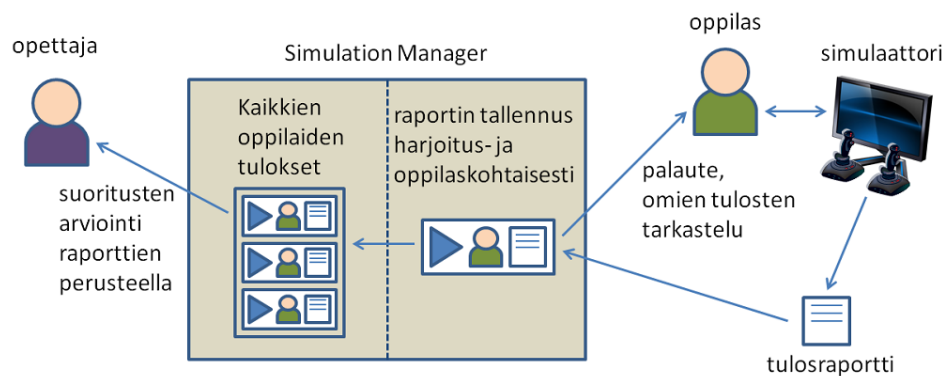 opettaja
Simulation Manager
oppilas
simulaattori
Kaikkien
oppilaiden
tulokset
raportin tallennus
harjoitus- ja
oppilaskohtaisesti
suoritusten
arviointi
raporttien
perusteella
palaute,
omien tulosten
tarkastelu
tulosraportti